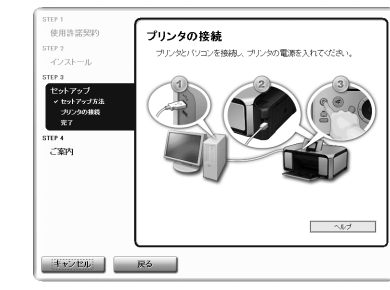 STEP 1
使用許諾契約
STEP 2
インストール
STEP 3
セットアップ
セットアップ方法
プリンタの接続
完了
STEP 4
ご案内
プリンタの接続
プリンタとパソコンを接続し、プリンタの電源を入れてください。
1
2
3
ヘルプ
キャンセル
戻る